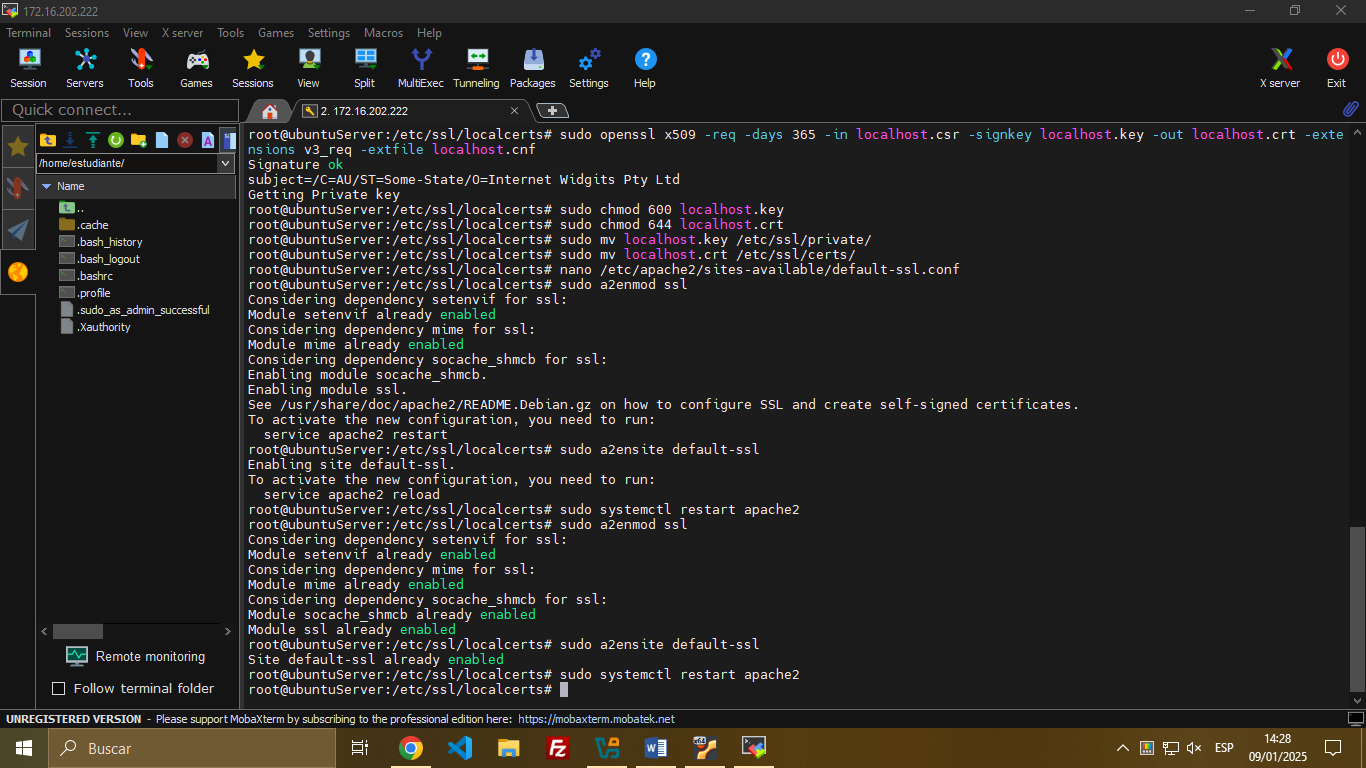 172.16.202.222
Terminal Sessions View X server Tools Games Settings Macros Help
Session Servers Tools Games Sessions View Split MultiExec Tunneling Packages Settings Help X server Exit
Quick connect...
2. 172.16.202.222
/home/estudiante/
Name
..
.cache
.bash_history
.bash_logout
.bashrc
.profile
.sudo_as_admin_successful
.Xauthority
Remote monitoring
Follow terminal folder
root@ubuntuServer:/etc/ssl/localcerts# sudo openssl x509 -req -days 365 -in localhost.csr -signkey localhost.key -out localhost.crt -exte
nsions v3_req -extfile localhost.cnf
Signature ok
subject=/C=AU/ST=Some-State/O=Internet Widgits Pty Ltd
Getting Private key
root@ubuntuServer:/etc/ssl/localcerts# sudo chmod 600 localhost.key
root@ubuntuServer:/etc/ssl/localcerts# sudo chmod 644 localhost.crt
root@ubuntuServer:/etc/ssl/localcerts# sudo mv localhost.key /etc/ssl/private/
root@ubuntuServer:/etc/ssl/localcerts# sudo mv localhost.crt /etc/ssl/certs/
root@ubuntuServer:/etc/ssl/localcerts# nano /etc/apache2/sites-available/default-ssl.conf
root@ubuntuServer:/etc/ssl/localcerts# sudo a2enmod ssl
Considering dependency setenvif for ssl:
Module setenvif already enabled
Considering dependency mime for ssl:
Module mime already enabled
Considering dependency socache_shmcb for ssl:
Enabling module socache_shmcb.
Enabling module ssl.
See /usr/share/doc/apache2/README.Debian.gz on how to configure SSL and create self-signed certificates.
To activate the new configuration, you need to run:
  service apache2 restart
root@ubuntuServer:/etc/ssl/localcerts# sudo a2ensite default-ssl
Enabling site default-ssl.
To activate the new configuration, you need to run:
  service apache2 reload
root@ubuntuServer:/etc/ssl/localcerts# sudo systemctl restart apache2
root@ubuntuServer:/etc/ssl/localcerts# sudo a2enmod ssl
Considering dependency setenvif for ssl:
Module setenvif already enabled
Considering dependency mime for ssl:
Module mime already enabled
Considering dependency socache_shmcb for ssl:
Module socache_shmcb already enabled
Module ssl already enabled
root@ubuntuServer:/etc/ssl/localcerts# sudo a2ensite default-ssl
Site default-ssl already enabled
root@ubuntuServer:/etc/ssl/localcerts# sudo systemctl restart apache2
root@ubuntuServer:/etc/ssl/localcerts#
UNREGISTERED VERSION - Please support MobaXterm by subscribing to the professional edition here: https://mobaxterm.mobatek.net
Buscar
ESP
14:28
09/01/2025